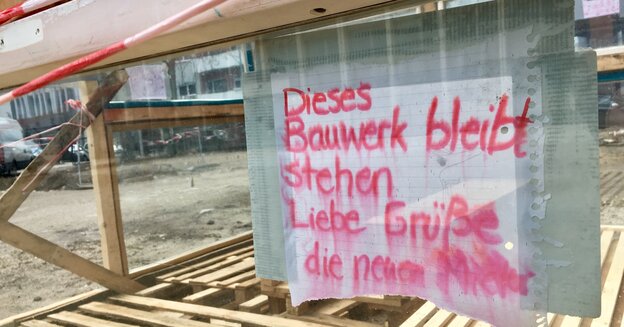 Dieses
Bauwerk bleibt
stehen
Liebe Grüße
die neuen Mieter